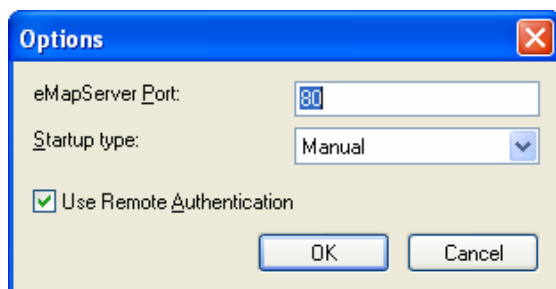 Options
eMapServer Port: 80
Startup type: Manual
Use Remote Authentication
OK Cancel